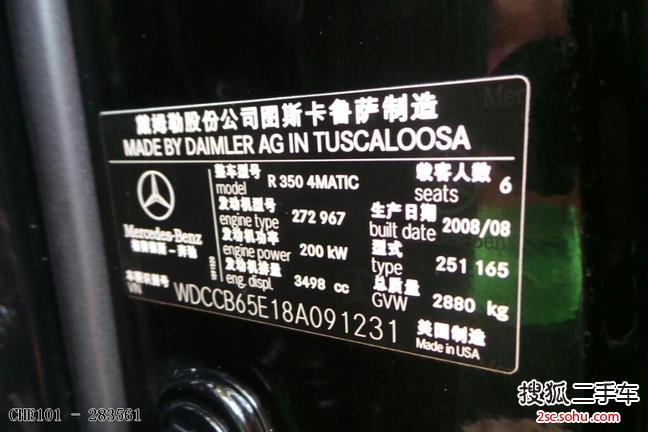 戴姆勒股份公司图斯卡鲁萨制造
MADE BY DAIMLER AG IN TUSCALOOSA
整车型号
model R 350 4MATIC
载客人数
seats 6
发动机型号
engine type 272 967
生产日期
built date 2008/08
发动机功率
engine power 200 kW
型式
type 251 165
发动机排量
eng. displ. 3498 cc
总质量
GVW 2880 kg
Mercedes-Benz
梅赛德斯-奔驰
车辆识别号
VIN WDCCB65E18A091231
美国制造
Made in USA
CHE101 - 283561
搜狐二手车
2sc.sohu.com